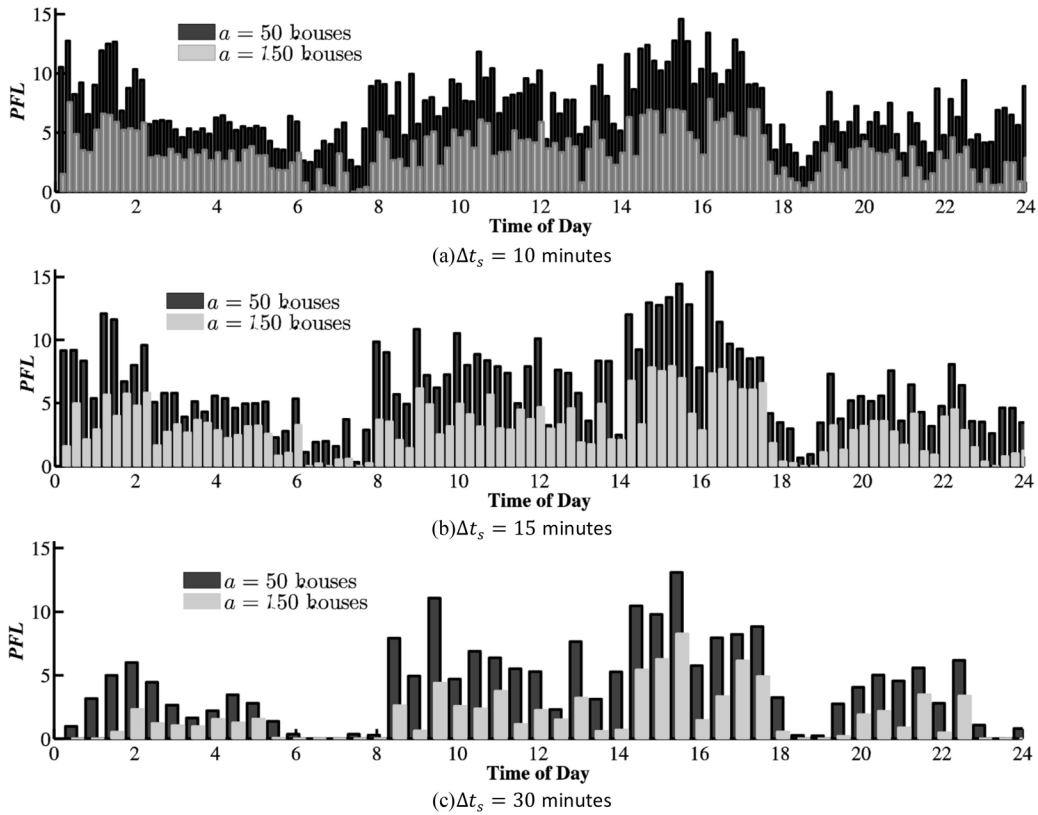 15
a = 50 houses
a = 150 houses
10
PFL
5
0
0 2 4 6 8 10 12 14 16 18 20 22 24
Time of Day
(a)Δt_s = 10 minutes
15
a = 50 houses
a = 150 houses
10
PFL
5
0
0 2 4 6 8 10 12 14 16 18 20 22 24
Time of Day
(b)Δt_s = 15 minutes
15
a = 50 houses
a = 150 houses
10
PFL
5
0
0 2 4 6 8 10 12 14 16 18 20 22 24
Time of Day
(c)Δt_s = 30 minutes